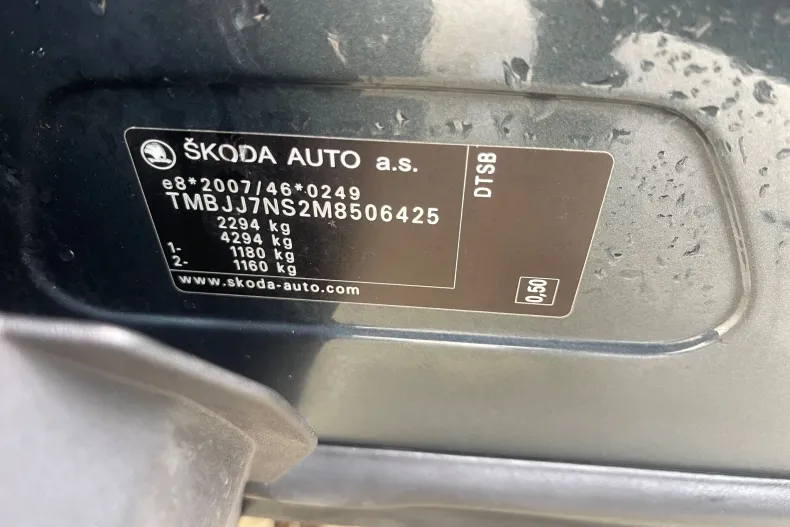 ŠKODA AUTO a.s.
e8*2007/46*0249
TMBJJ7NS2M8506425
2294 kg
4294 kg
1- 1180 kg
2- 1160 kg
www.skoda-auto.com
DTSB
0,50